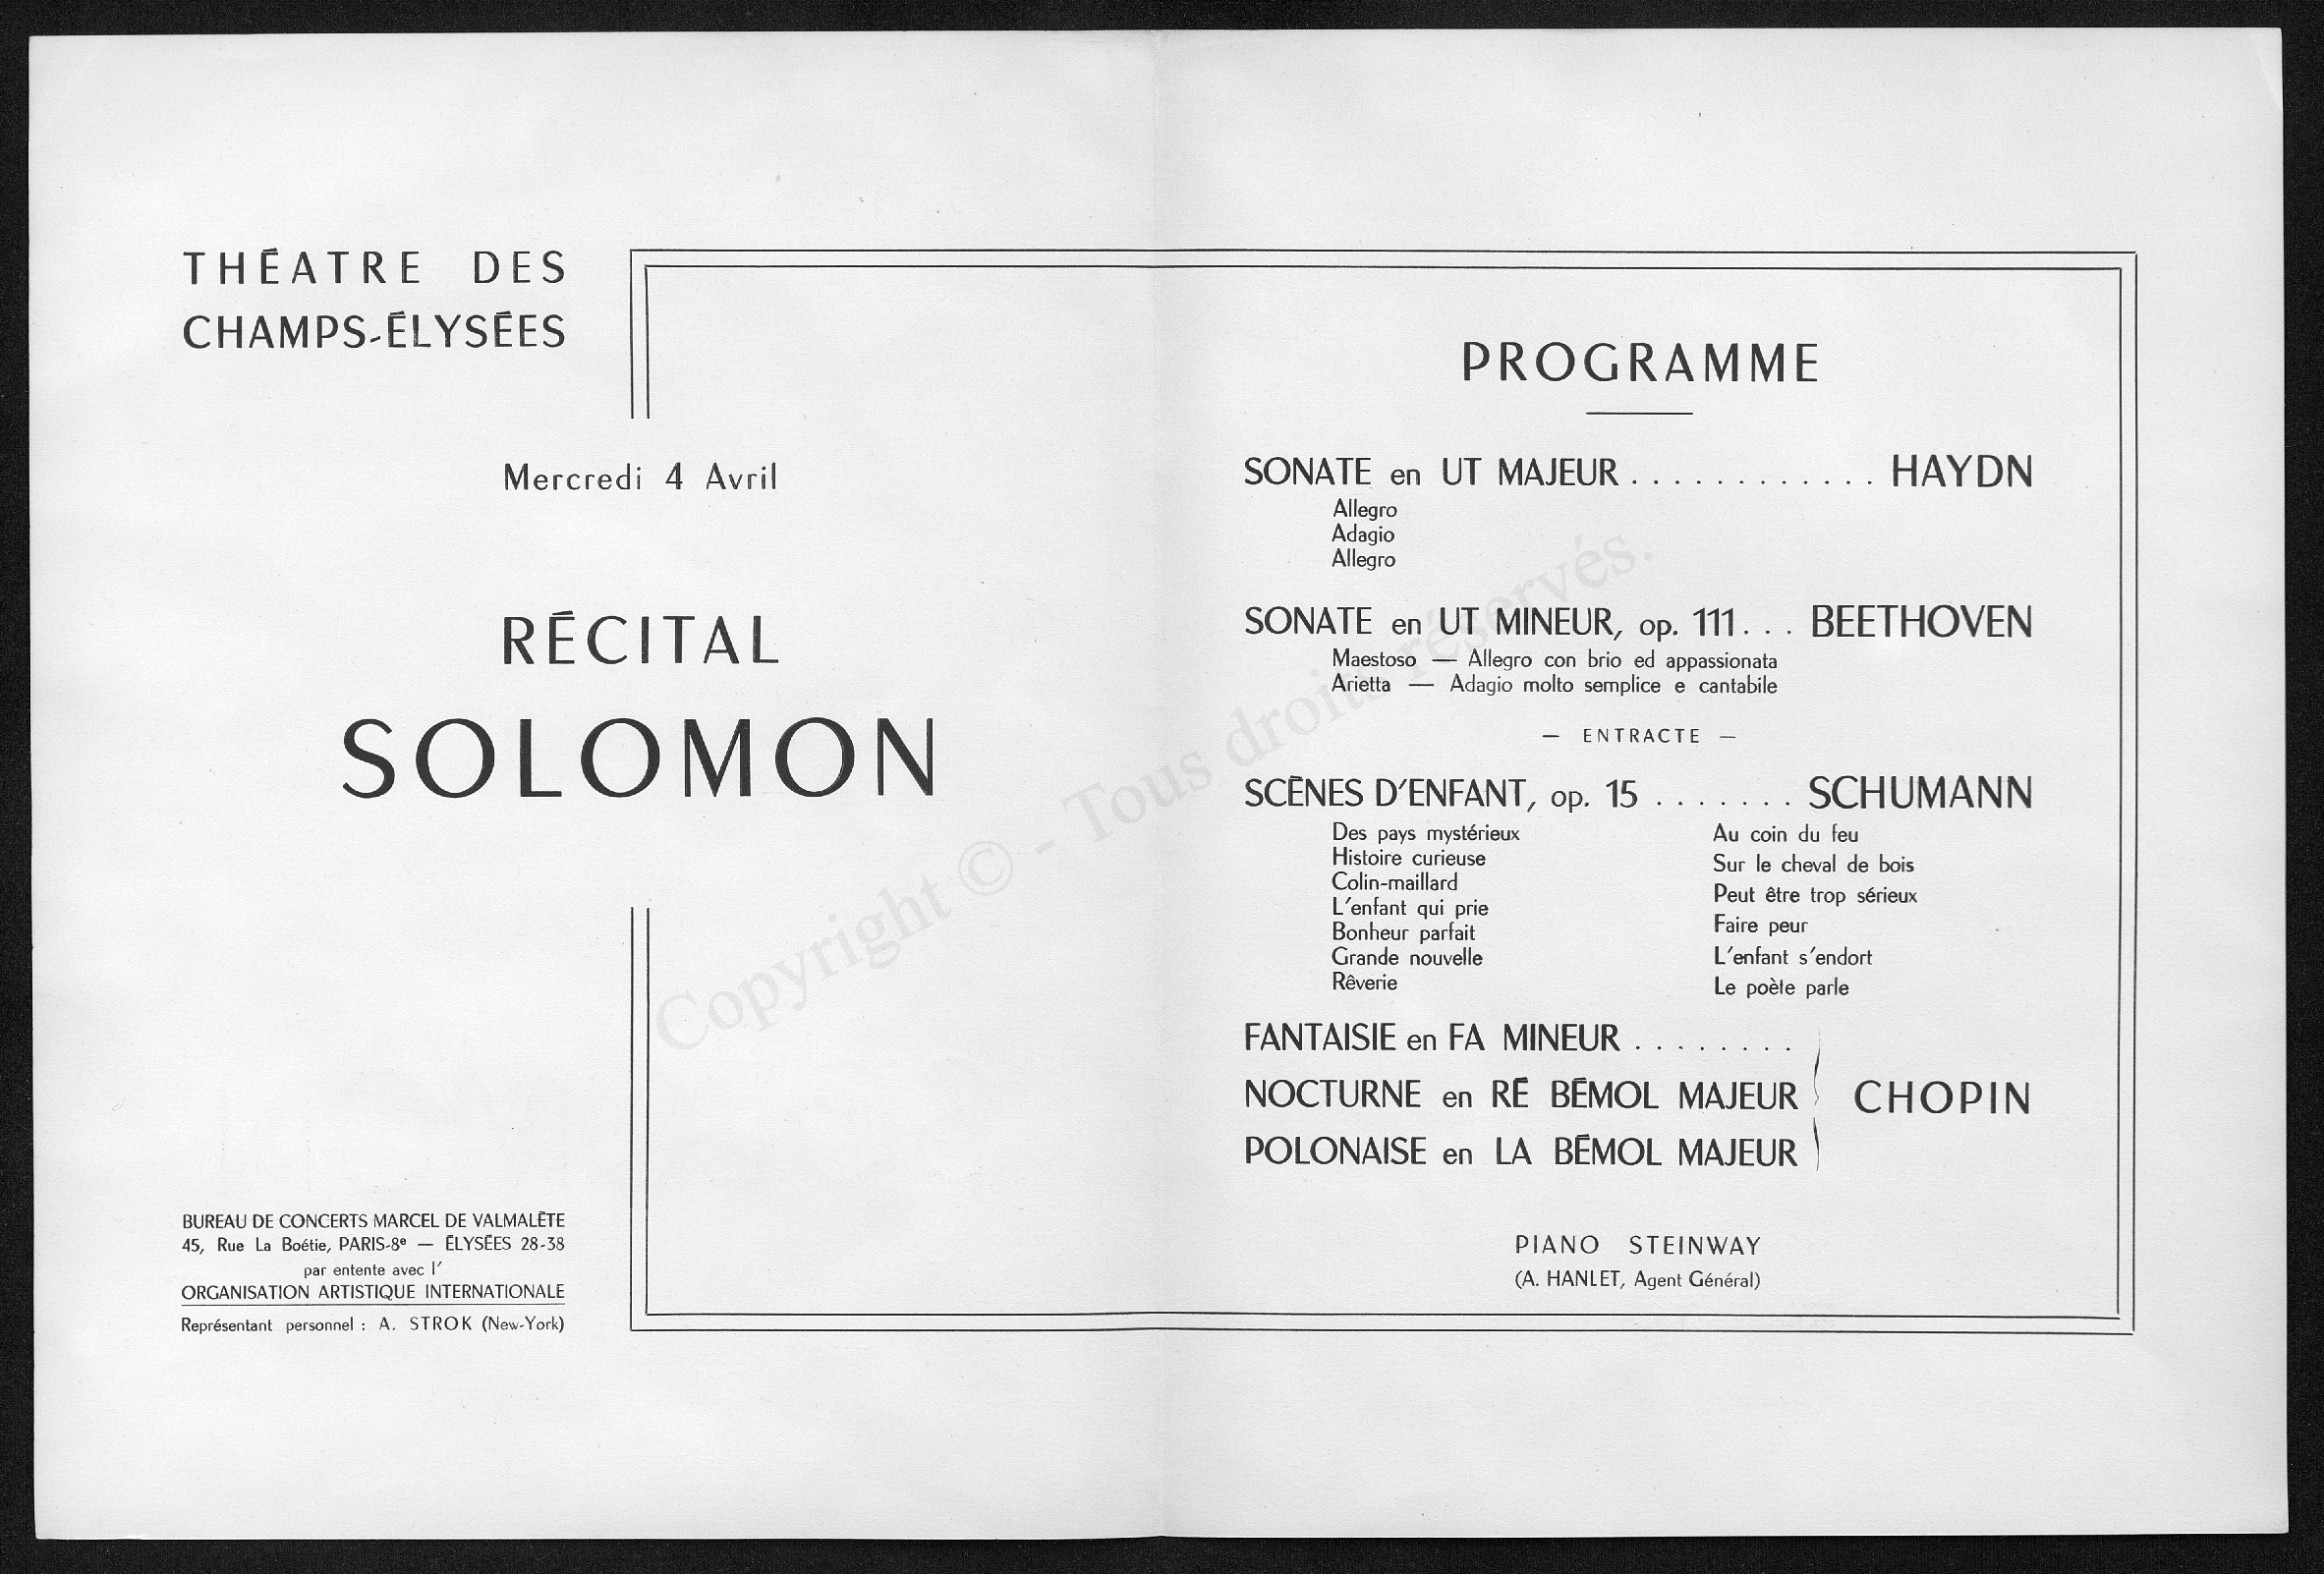 THÉATRE DES
CHAMPS-ÉLYSÉES
Mercredi 4 Avril
RÉCITAL
SOLOMON
BUREAU DE CONCERTS MARCEL DE VALMALÈTE
45, Rue La Boétie, PARIS-8e — ÉLYSÉES 28-38
par entente avec l'
ORGANISATION ARTISTIQUE INTERNATIONALE
Représentant personnel : A. STROK (New-York)
PROGRAMME
SONATE en UT MAJEUR . . . . . . . . . . . . HAYDN
Allegro
Adagio
Allegro
SONATE en UT MINEUR, op. 111 . . . BEETHOVEN
Maestoso — Allegro con brio ed appassionata
Arietta — Adagio molto semplice e cantabile
— ENTRACTE —
SCÈNES D'ENFANT, op. 15 . . . . . . . SCHUMANN
Des pays mystérieux
Histoire curieuse
Colin-maillard
L'enfant qui prie
Bonheur parfait
Grande nouvelle
Rêverie
Au coin du feu
Sur le cheval de bois
Peut être trop sérieux
Faire peur
L'enfant s'endort
Le poète parle
FANTAISIE en FA MINEUR . . . . . . . .
NOCTURNE en RÉ BÉMOL MAJEUR
POLONAISE en LA BÉMOL MAJEUR
CHOPIN
PIANO STEINWAY
(A. HANLET, Agent Général)
Copyright © - Tous droits réservés.